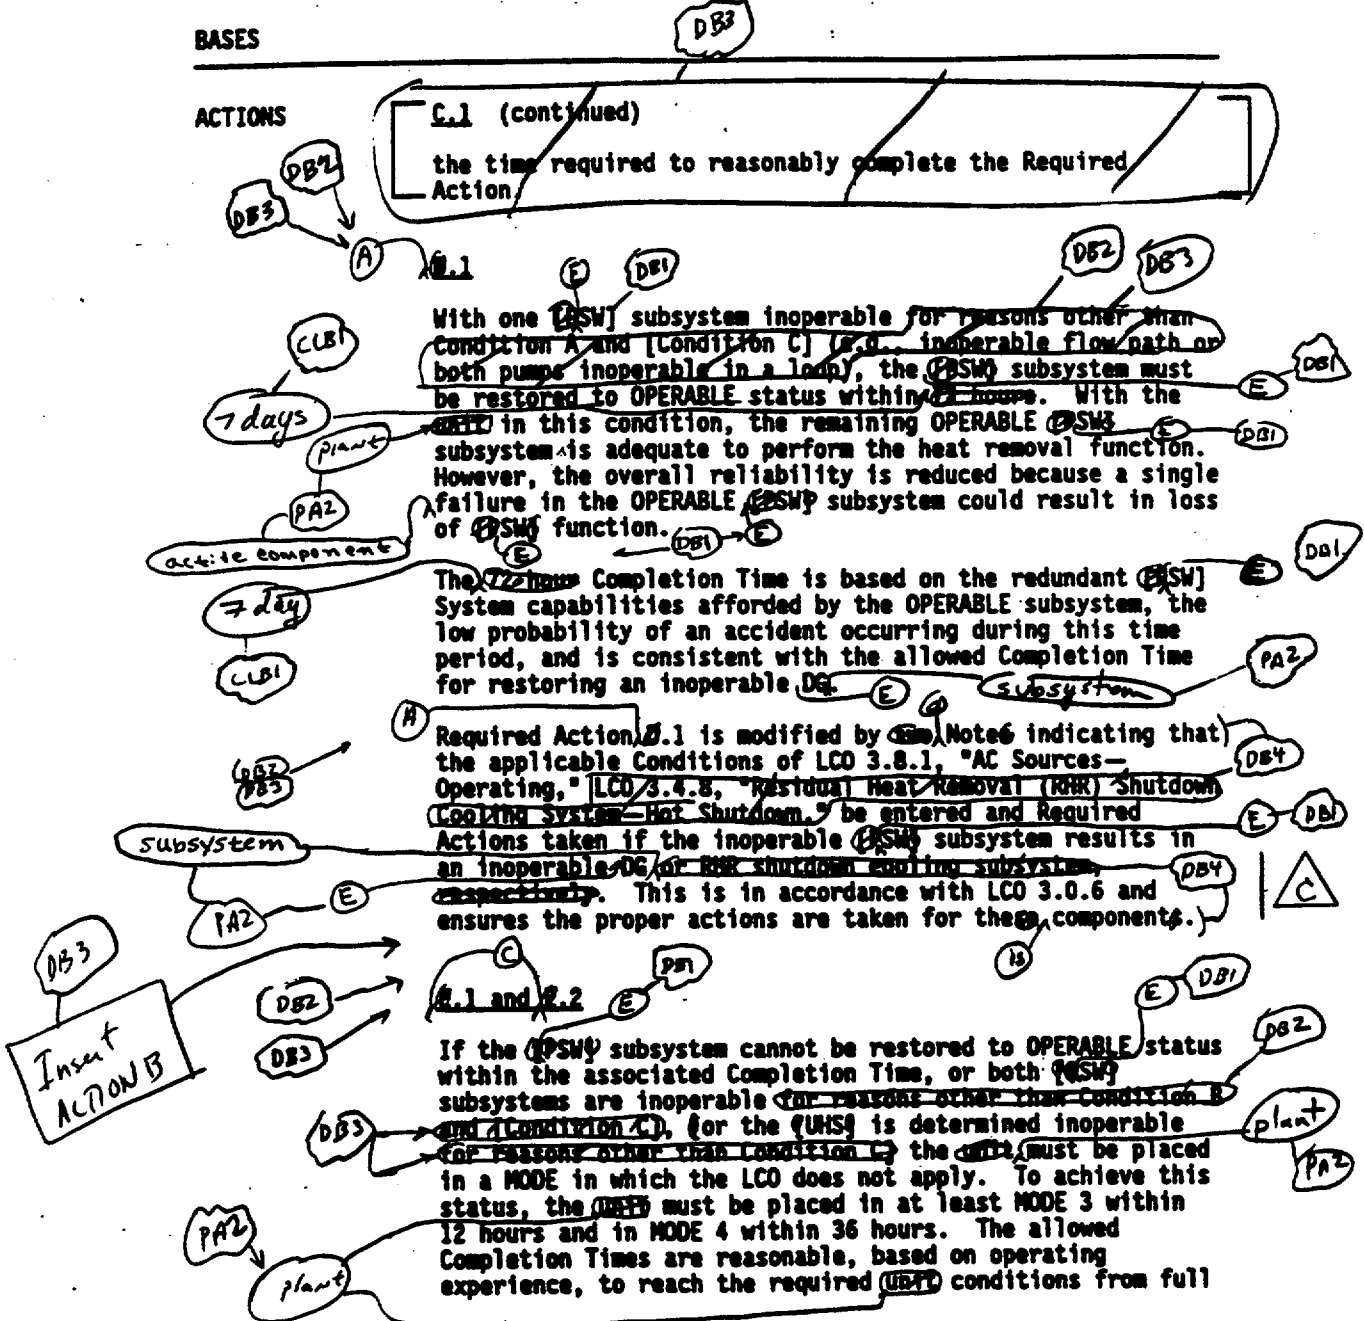 DB3
BASES
ACTIONS
C.1 (continued)
the time required to reasonably complete the Required
Action.
DB2
DB3
A
.1
E
DB1
DB2
DB3
With one [PSW] subsystem inoperable for reasons other than
CLB1
Condition A and [Condition C] (e.g., inoperable flow path or
both pumps inoperable in a loop), the [PSW] subsystem must
E
DB1
be restored to OPERABLE status within 72 hours. With the
7 days
unit in this condition, the remaining OPERABLE [PSW]
E
DB1
plant
subsystem is adequate to perform the heat removal function.
However, the overall reliability is reduced because a single
PA2
failure in the OPERABLE [PSW] subsystem could result in loss
of [PSW] function.
E
DB1
E
active component
The 72 hour Completion Time is based on the redundant [PSW]
E
DB1
7 day
System capabilities afforded by the OPERABLE subsystem, the
low probability of an accident occurring during this time
CLB1
period, and is consistent with the allowed Completion Time
PA2
for restoring an inoperable DG.
E
subsystem
A
a
Required Action D.1 is modified by two Notes indicating that
DB2
DB3
the applicable Conditions of LCO 3.8.1, "AC Sources—
DB4
Operating," LCO 3.4.8, "Residual Heat Removal (RHR) Shutdown
Cooling System—Hot Shutdown," be entered and Required
E
DB1
subsystem
Actions taken if the inoperable [PSW] subsystem results in
an inoperable DG or RHR shutdown cooling subsystem,
DB4
PA2
E
respectively. This is in accordance with LCO 3.0.6 and
C
ensures the proper actions are taken for these components.
is
DB3
C
DB1
DB2
.1 and .2
E
E
DB1
DB3
Insert
ACTION B
If the [PSW] subsystem cannot be restored to OPERABLE status
DB2
within the associated Completion Time, or both [PSW]
subsystems are inoperable for reasons other than Condition B
DB3
and [Condition C], [or the [UHS] is determined inoperable
plant
for reasons other than Condition C] the unit must be placed
PA2
in a MODE in which the LCO does not apply. To achieve this
status, the unit must be placed in at least MODE 3 within
PA2
12 hours and in MODE 4 within 36 hours. The allowed
Completion Times are reasonable, based on operating
plant
experience, to reach the required unit conditions from full